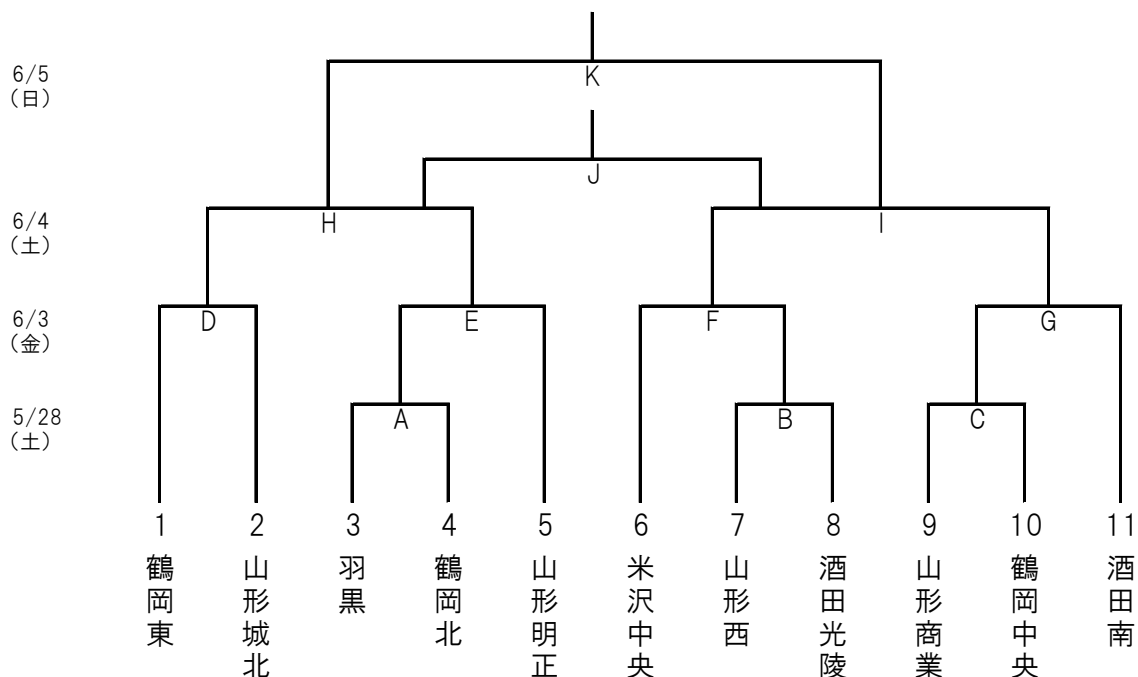 6/5
(日)
K
J
6/4
(土)
H
I
6/3
(金)
D
E
F
G
5/28
(土)
A
B
C
1
2
3
4
5
6
7
8
9
10
11
鶴岡東
山形城北
羽黒
鶴岡北
山形明正
米沢中央
山形西
酒田光陵
山形商業
鶴岡中央
酒田南